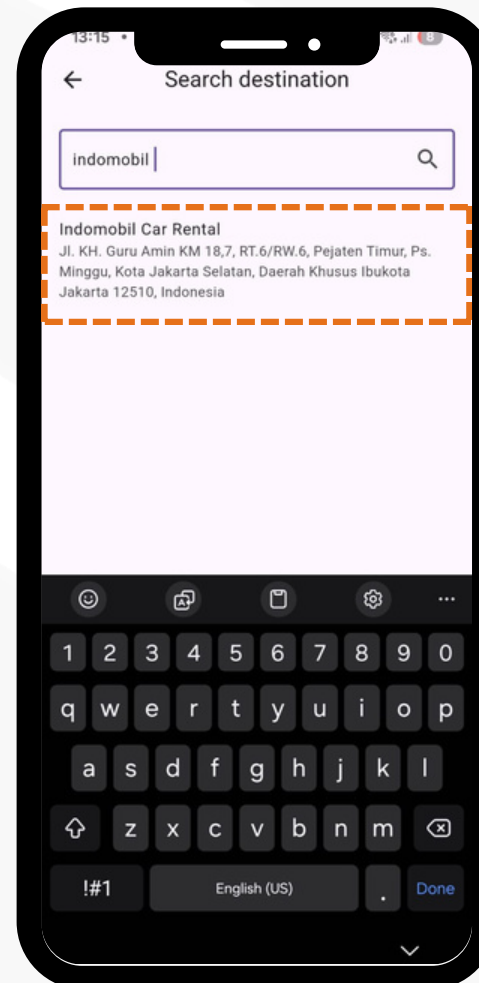 13:15
Search destination
indomobil
Indomobil Car Rental
Jl. KH. Guru Amin KM 18,7, RT.6/RW.6, Pejaten Timur, Ps.
Minggu, Kota Jakarta Selatan, Daerah Khusus Ibukota
Jakarta 12510, Indonesia
1 2 3 4 5 6 7 8 9 0
q w e r t y u i o p
a s d f g h j k l
z x c v b n m
!#1 English (US) . Done